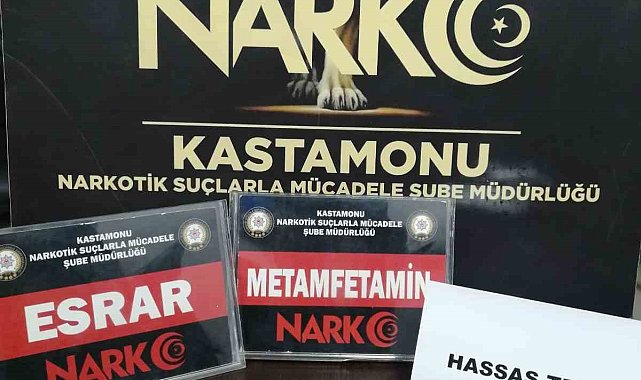 NARKO
KASTAMONU
NARKOTİK SUÇLARLA MÜCADELE ŞUBE MÜDÜRLÜĞÜ
KASTAMONU
NARKOTİK SUÇLARLA MÜCADELE
ŞUBE MÜDÜRLÜĞÜ
ESRAR
NARKO
KASTAMONU
NARKOTİK SUÇLARLA MÜCADELE
ŞUBE MÜDÜRLÜĞÜ
METAMFETAMİN
NARKO
HASSAS